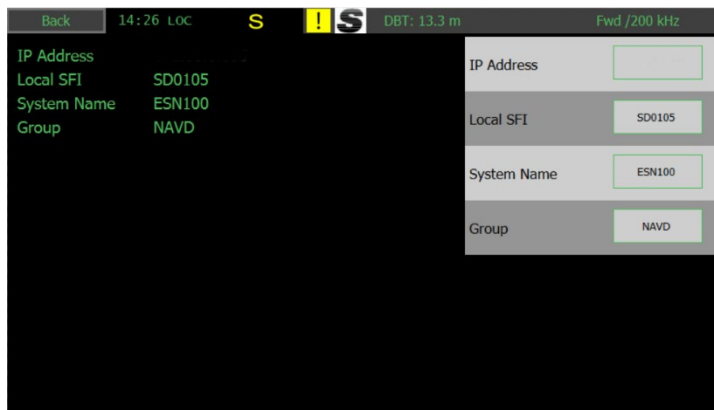 Back 14:26 LOC S ! S DBT: 13.3 m Fwd /200 kHz
IP Address
Local SFI SD0105
System Name ESN100
Group NAVD
IP Address
Local SFI SD0105
System Name ESN100
Group NAVD